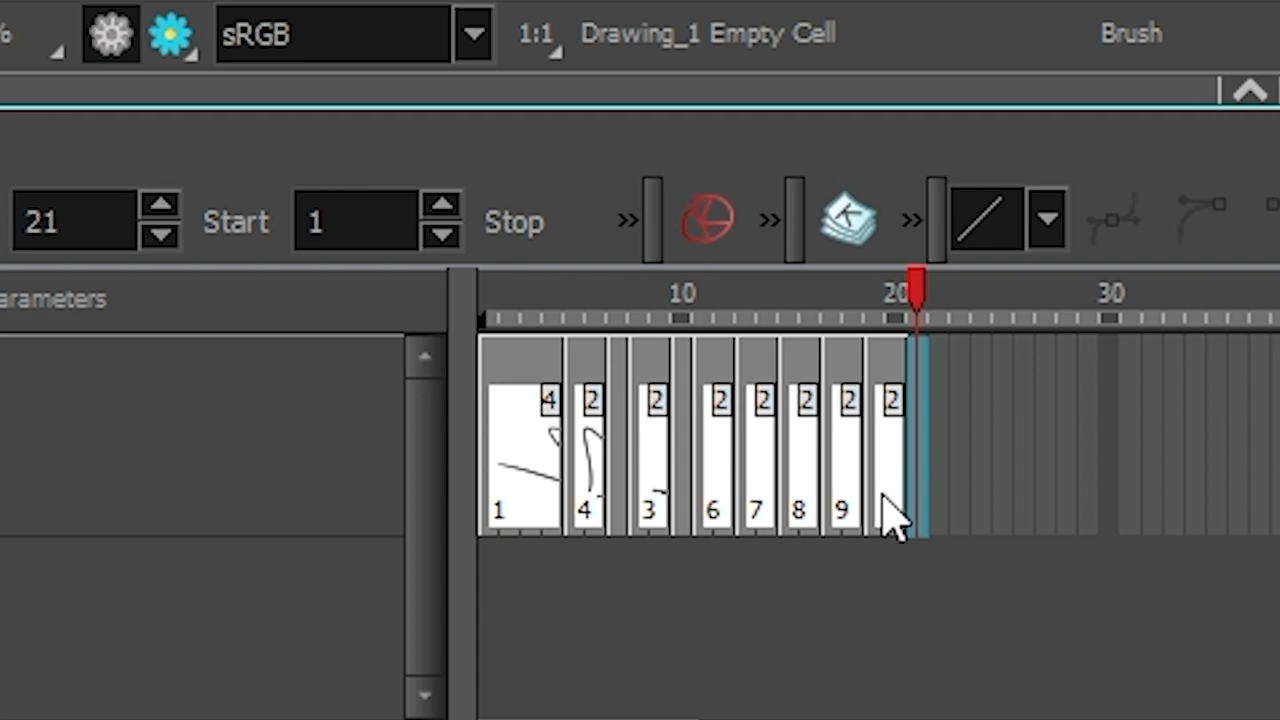 % sRGB 1:1 Drawing_1 Empty Cell Brush
21 Start 1 Stop
arameters 10 20 30
4 2 2 2 2 2 2 2
1 4 3 6 7 8 9